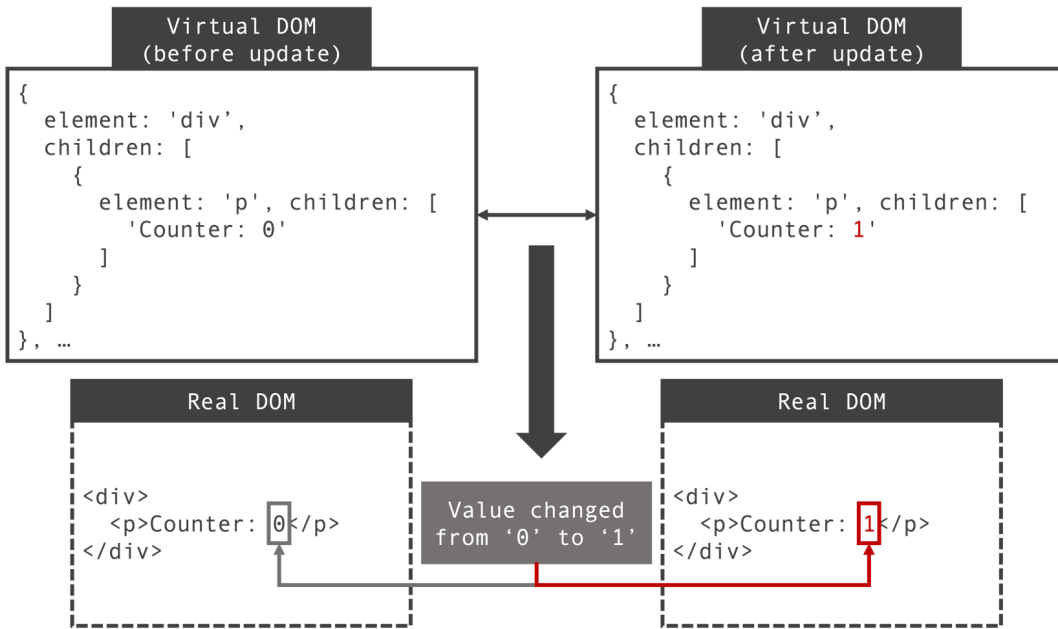 Virtual DOM
(before update)
{
  element: 'div’,
  children: [
    {
      element: 'p', children: [
        'Counter: 0'
      ]
    }
  ]
}, …
Virtual DOM
(after update)
{
  element: 'div’,
  children: [
    {
      element: 'p', children: [
        'Counter: 1'
      ]
    }
  ]
}, …
Real DOM
<div>
  <p>Counter: 0</p>
</div>
Value changed
from ‘0’ to ‘1’
Real DOM
<div>
  <p>Counter: 1</p>
</div>